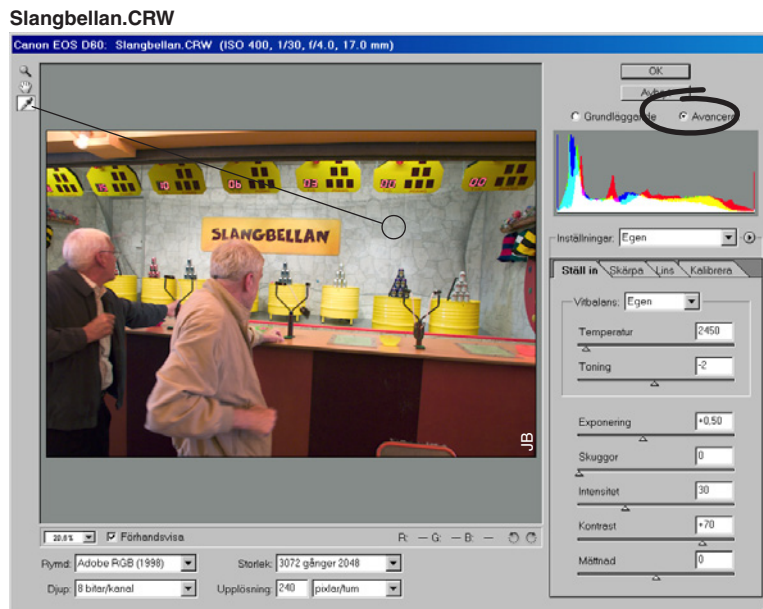 Slangbellan.CRW
Canon EOS D60: Slangbellan.CRW (ISO 400, 1/30, f/4.0, 17.0 mm)
OK
Grundläggande
SLANGBELLAN
JB
Inställningar: Egen
Ställ in Skärpa Lins Kalibrera
Vitbalans: Egen
Temperatur 2450
Toning -2
Exponering +0.50
Skuggor 0
Intensitet 30
Kontrast +70
Mättnad 0
Förhandsvisa R: — G: — B: —
Rymd: Adobe RGB (1998) Storlek: 3072 gånger 2048
Djup: 8 bitar/kanal Upplösning: 240 pixlar/tum